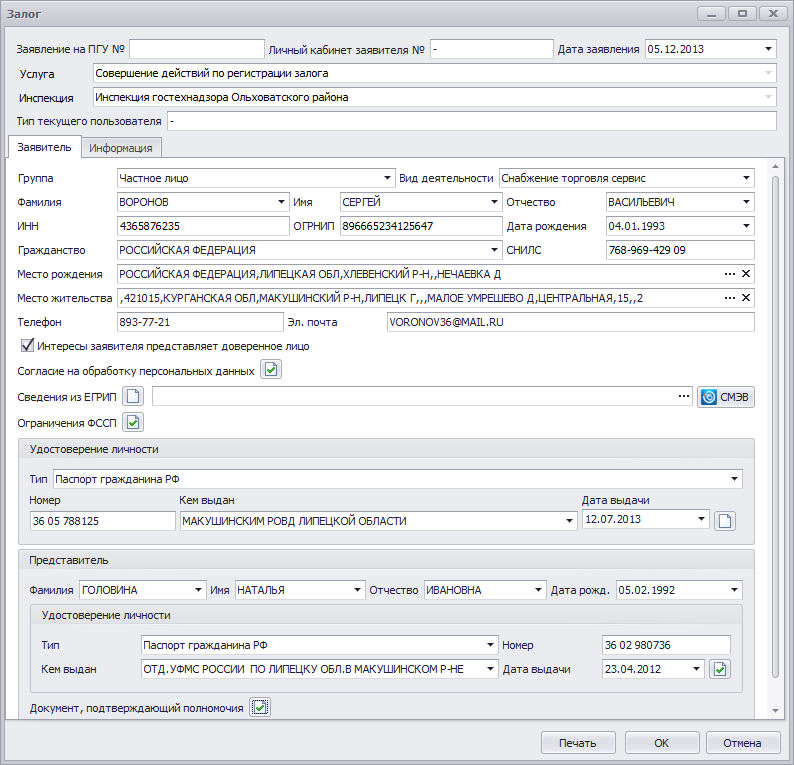 Залог
Заявление на ПГУ № Личный кабинет заявителя № - Дата заявления 05.12.2013
Услуга Совершение действий по регистрации залога
Инспекция Инспекция гостехнадзора Ольховатского района
Тип текущего пользователя -
Заявитель Информация
Группа Частное лицо Вид деятельности Снабжение торговля сервис
Фамилия ВОРОНОВ Имя СЕРГЕЙ Отчество ВАСИЛЬЕВИЧ
ИНН 4365876235 ОГРНИП 896665234125647 Дата рождения 04.01.1993
Гражданство РОССИЙСКАЯ ФЕДЕРАЦИЯ СНИЛС 768-969-429 09
Место рождения РОССИЙСКАЯ ФЕДЕРАЦИЯ,ЛИПЕЦКАЯ ОБЛ,ХЛЕВЕНСКИЙ Р-Н,,НЕЧАЕВКА Д ...
Место жительства ,421015,КУРГАНСКАЯ ОБЛ,МАКУШИНСКИЙ Р-Н,ЛИПЕЦК Г,,,МАЛОЕ УМРЕШЕВО Д,ЦЕНТРАЛЬНАЯ,15,,2 ...
Телефон 893-77-21 Эл. почта VORONOV36@MAIL.RU
Интересы заявителя представляет доверенное лицо
Согласие на обработку персональных данных
Сведения из ЕГРИП ... СМЭВ
Ограничения ФССП
Удостоверение личности
Тип Паспорт гражданина РФ
Номер Кем выдан Дата выдачи
36 05 788125 МАКУШИНСКИМ РОВД ЛИПЕЦКОЙ ОБЛАСТИ 12.07.2013
Представитель
Фамилия ГОЛОВИНА Имя НАТАЛЬЯ Отчество ИВАНОВНА Дата рожд. 05.02.1992
Удостоверение личности
Тип Паспорт гражданина РФ Номер 36 02 980736
Кем выдан ОТД.УФМС РОССИИ ПО ЛИПЕЦКУ ОБЛ.В МАКУШИНСКОМ Р-НЕ Дата выдачи 23.04.2012
Документ, подтверждающий полномочия
Печать OK Отмена